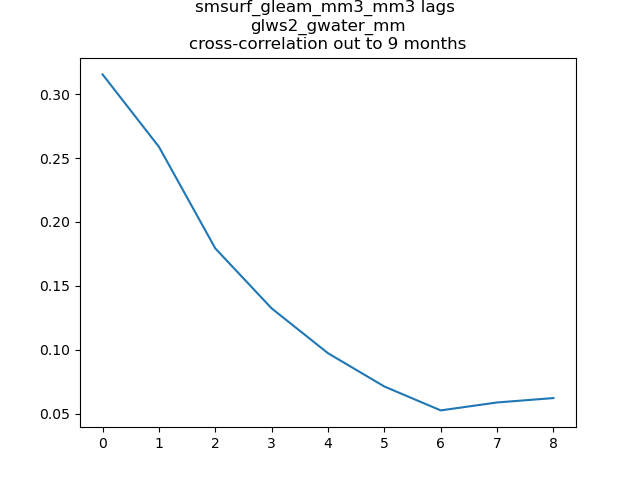 smsurf_gleam_mm3_mm3 lags
glws2_gwater_mm
cross-correlation out to 9 months
0.30
0.25
0.20
0.15
0.10
0.05
0 1 2 3 4 5 6 7 8